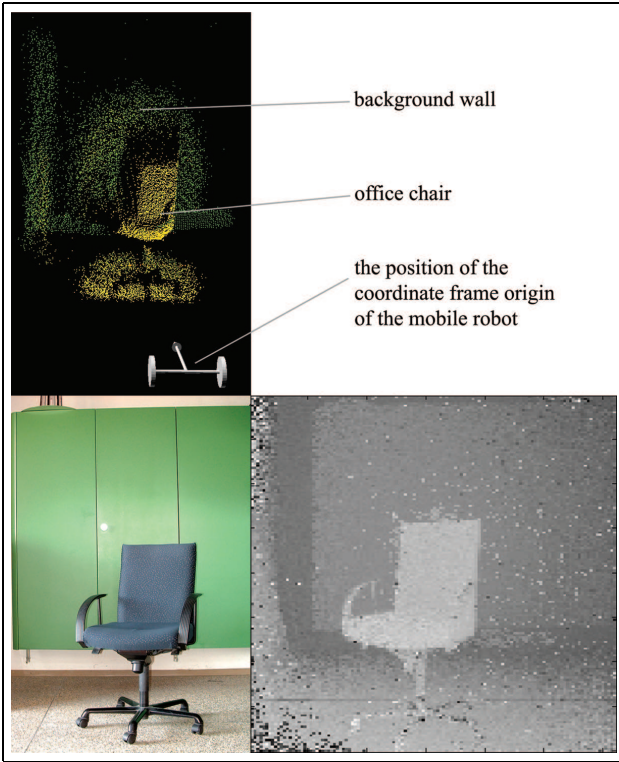 background wall
office chair
the position of the
coordinate frame origin
of the mobile robot